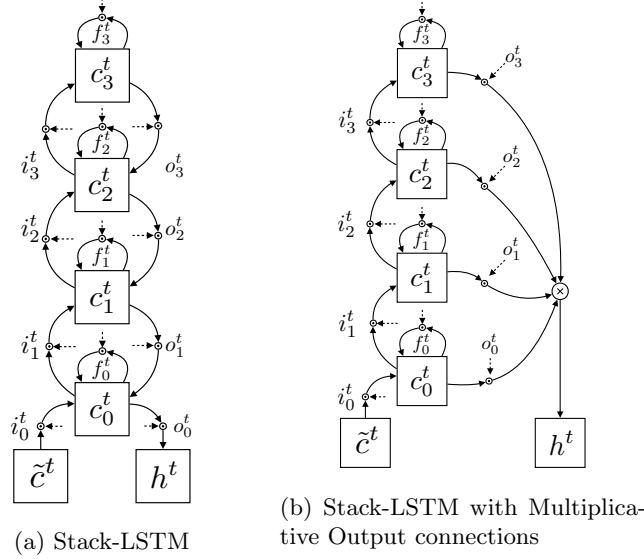 f_3^t
c_3^t
i_3^t
f_2^t
o_3^t
c_2^t
i_2^t
f_1^t
o_2^t
c_1^t
i_1^t
f_0^t
o_1^t
c_0^t
i_0^t
o_0^t
c̃^t
h^t
(a) Stack-LSTM
f_3^t
c_3^t
o_3^t
i_3^t
f_2^t
c_2^t
o_2^t
i_2^t
f_1^t
c_1^t
o_1^t
×
i_1^t
f_0^t
c_0^t
o_0^t
i_0^t
c̃^t
h^t
(b) Stack-LSTM with Multiplica-
tive Output connections